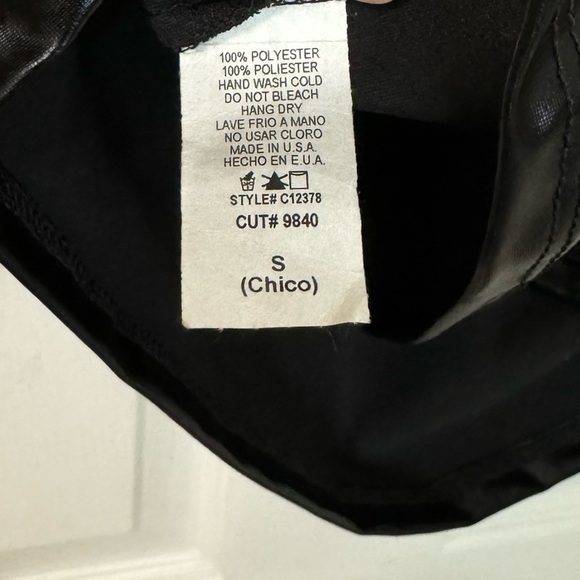 100% POLYESTER
100% POLIESTER
HAND WASH COLD
DO NOT BLEACH
HANG DRY
LAVE FRIO A MANO
NO USAR CLORO
MADE IN U.S.A.
HECHO EN E.U.A.
STYLE# C12378
CUT# 9840
S
(Chico)